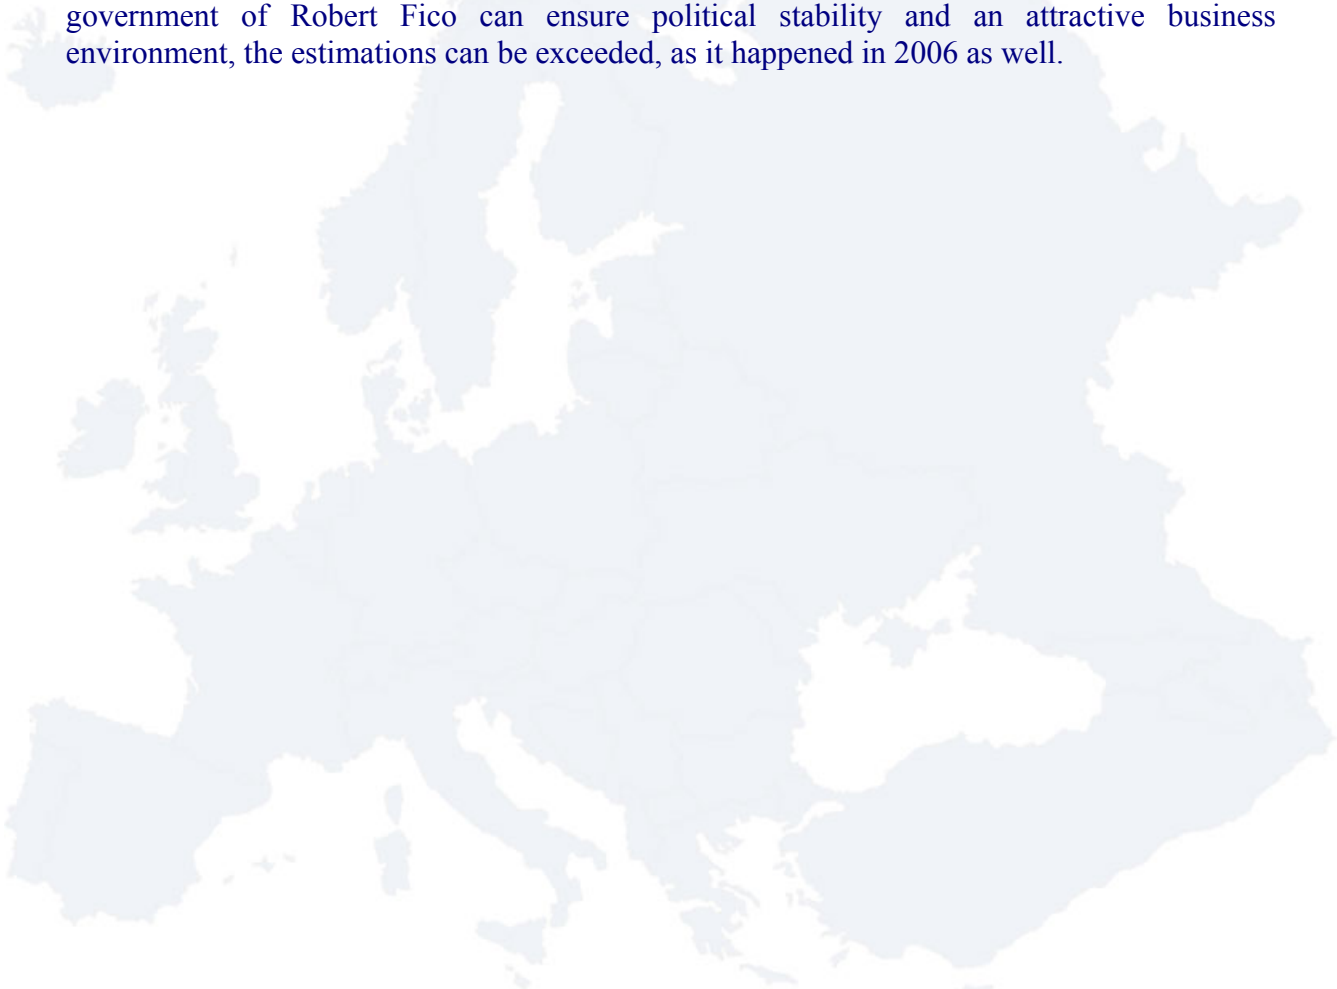 government of Robert Fico can ensure political stability and an attractive business
environment, the estimations can be exceeded, as it happened in 2006 as well.